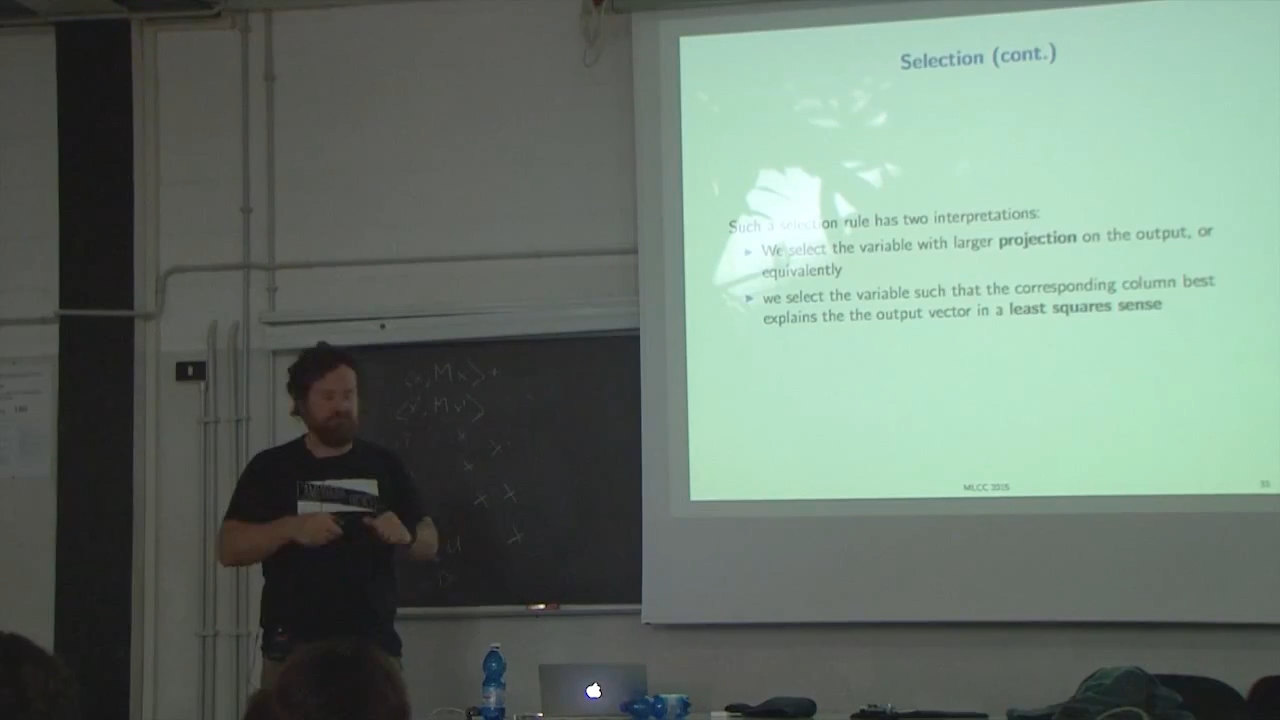 Selection (cont.)
Such a selection rule has two interpretations:
We select the variable with larger projection on the output, or
equivalently
we select the variable such that the corresponding column best
explains the the output vector in a least squares sense
MLCC 2015